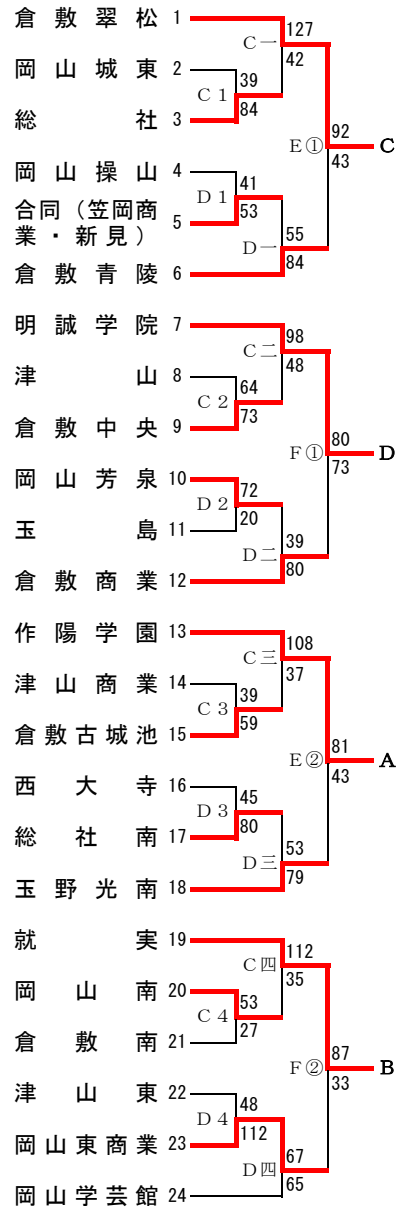 倉敷翠松 1
127
C一
42
岡山城東 2
39
C1
84
総社 3
92
E① C
43
岡山操山 4
41
D1
53
合同（笠岡商
業・新見） 5
55
D一
84
倉敷青陵 6
明誠学院 7
98
C二
48
津山 8
64
C2
73
倉敷中央 9
80
F① D
73
岡山芳泉 10
72
D2
20
玉島 11
39
D二
80
倉敷商業 12
作陽学園 13
108
C三
37
津山商業 14
39
C3
59
倉敷古城池 15
81
E② A
43
西大寺 16
45
D3
80
総社南 17
53
D三
79
玉野光南 18
就実 19
112
C四
35
岡山南 20
53
C4
27
倉敷南 21
87
F② B
33
津山東 22
48
D4
112
岡山東商業 23
67
D四
65
岡山学芸館 24